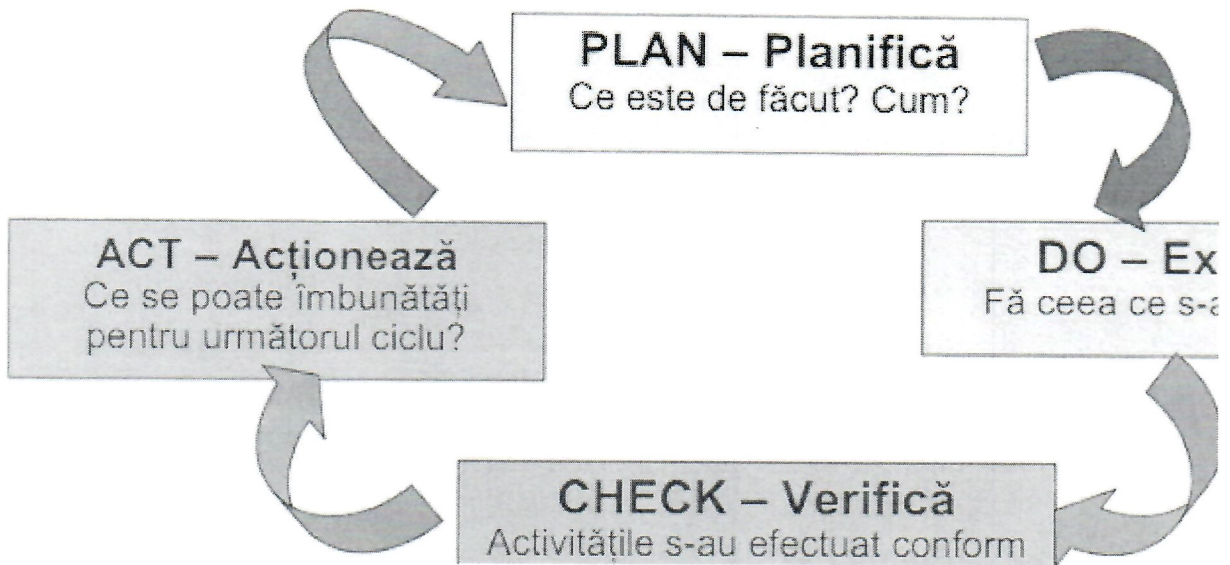 PLAN – Planifică
Ce este de făcut? Cum?
ACT – Acționează
Ce se poate îmbunătăți
pentru următorul ciclu?
DO – Ex
Fă ceea ce s-a
CHECK – Verifică
Activitățile s-au efectuat conform